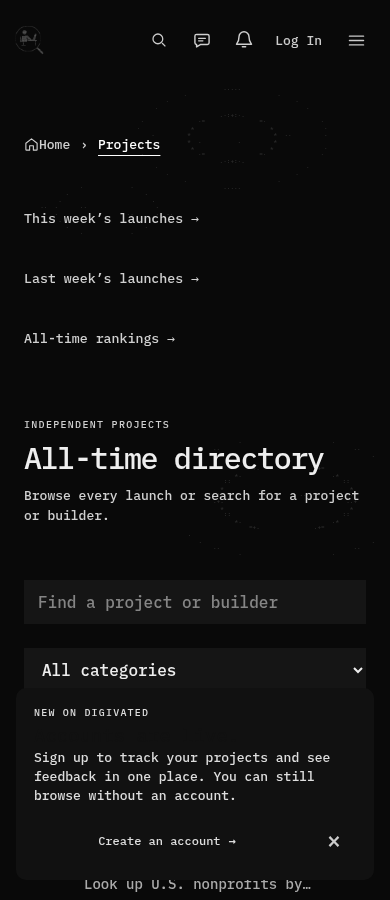 Log In
Home › Projects
This week’s launches →
Last week’s launches →
All-time rankings →
INDEPENDENT PROJECTS
All-time directory
Browse every launch or search for a project
or builder.
Find a project or builder
All categories
NEW ON DIGIVATED
Sign up to track your projects and see
feedback in one place. You can still
browse without an account.
Create an account → ×
Look up U.S. nonprofits by…